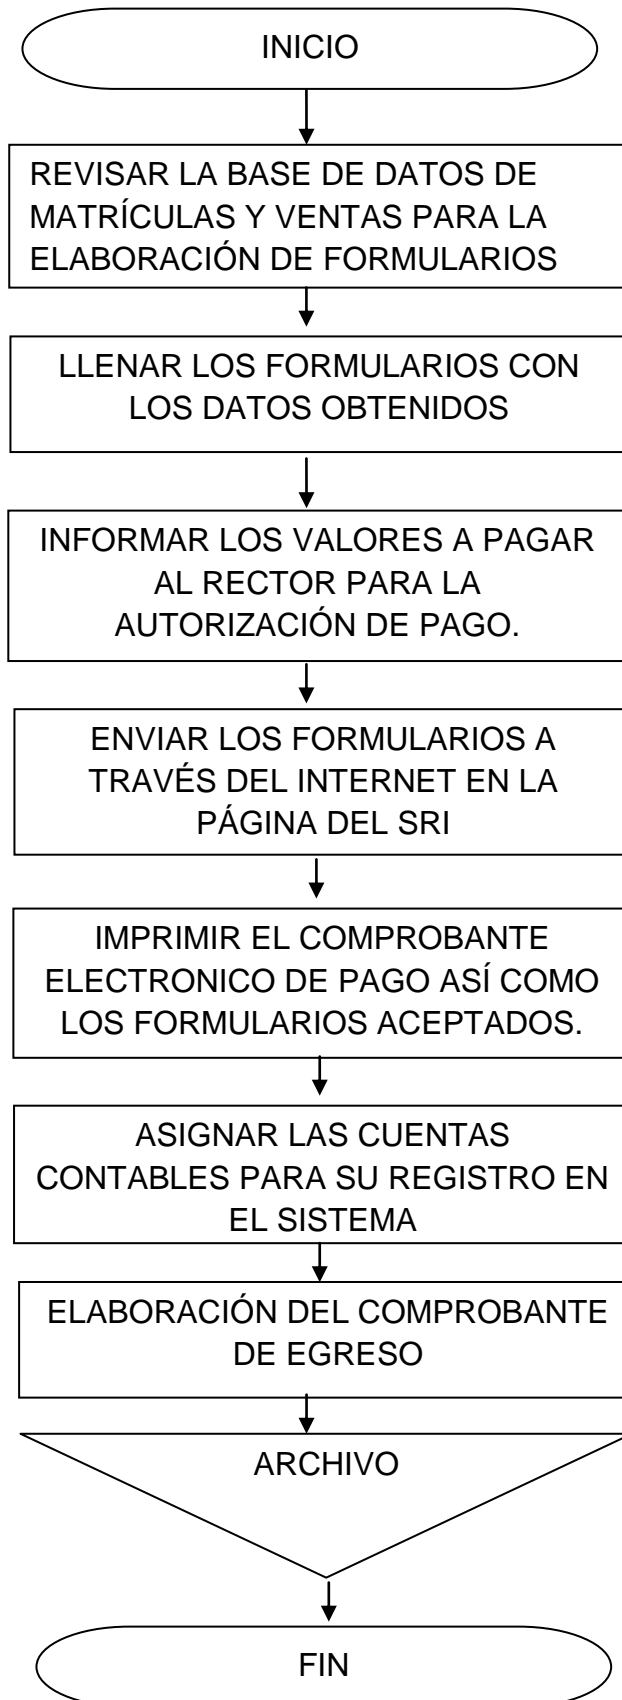 INICIO
REVISAR LA BASE DE DATOS DE
MATRÍCULAS Y VENTAS PARA LA
ELABORACIÓN DE FORMULARIOS
LLENAR LOS FORMULARIOS CON
LOS DATOS OBTENIDOS
INFORMAR LOS VALORES A PAGAR
AL RECTOR PARA LA
AUTORIZACIÓN DE PAGO.
ENVIAR LOS FORMULARIOS A
TRAVÉS DEL INTERNET EN LA
PÁGINA DEL SRI
IMPRIMIR EL COMPROBANTE
ELECTRONICO DE PAGO ASÍ COMO
LOS FORMULARIOS ACEPTADOS.
ASIGNAR LAS CUENTAS
CONTABLES PARA SU REGISTRO EN
EL SISTEMA
ELABORACIÓN DEL COMPROBANTE
DE EGRESO
ARCHIVO
FIN